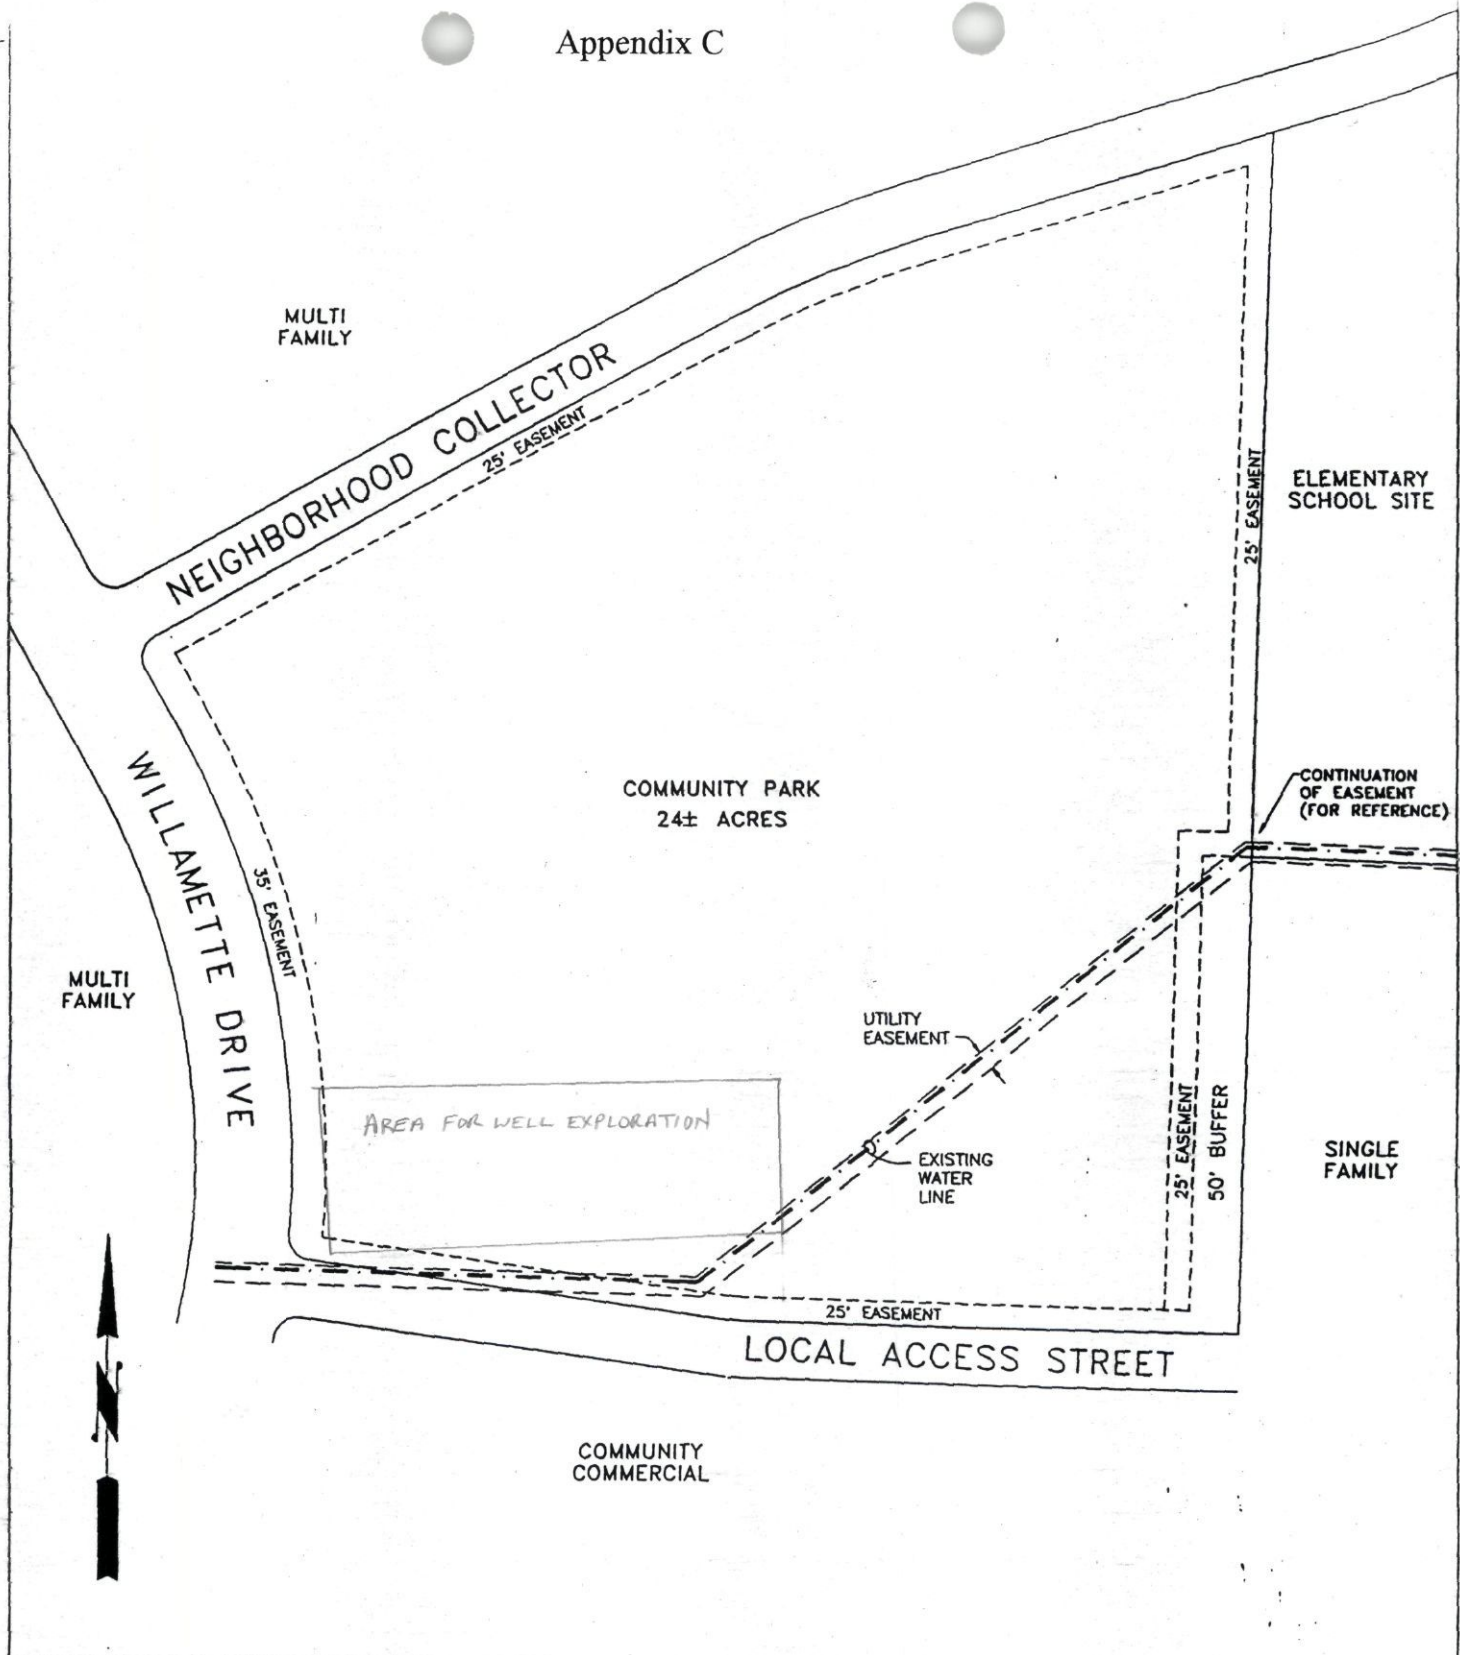 Appendix C
MULTI
FAMILY
NEIGHBORHOOD COLLECTOR
25' EASEMENT
25' EASEMENT
ELEMENTARY
SCHOOL SITE
WILLAMETTE DRIVE
35' EASEMENT
COMMUNITY PARK
24± ACRES
CONTINUATION
OF EASEMENT
(FOR REFERENCE)
MULTI
FAMILY
UTILITY
EASEMENT
AREA FOR WELL EXPLORATION
EXISTING
WATER
LINE
25' EASEMENT
50' BUFFER
SINGLE
FAMILY
25' EASEMENT
LOCAL ACCESS STREET
N
COMMUNITY
COMMERCIAL